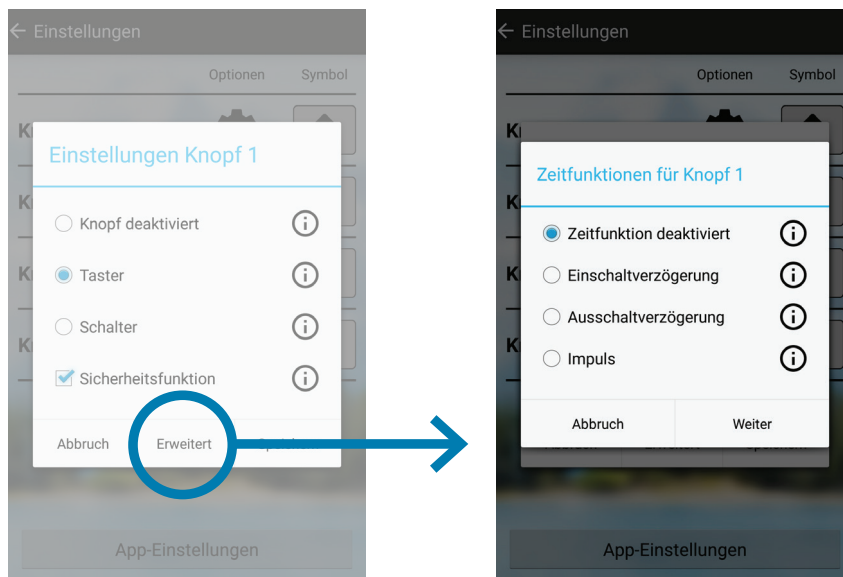 Einstellungen
Optionen Symbol
K
Einstellungen Knopf 1
K
Knopf deaktiviert
K
Taster
Schalter
K
Sicherheitsfunktion
Abbruch Erweitert
App-Einstellungen
Einstellungen
Optionen Symbol
K
Zeitfunktionen für Knopf 1
K
Zeitfunktion deaktiviert
K
Einschaltverzögerung
Ausschaltverzögerung
K
Impuls
Abbruch Weiter
App-Einstellungen